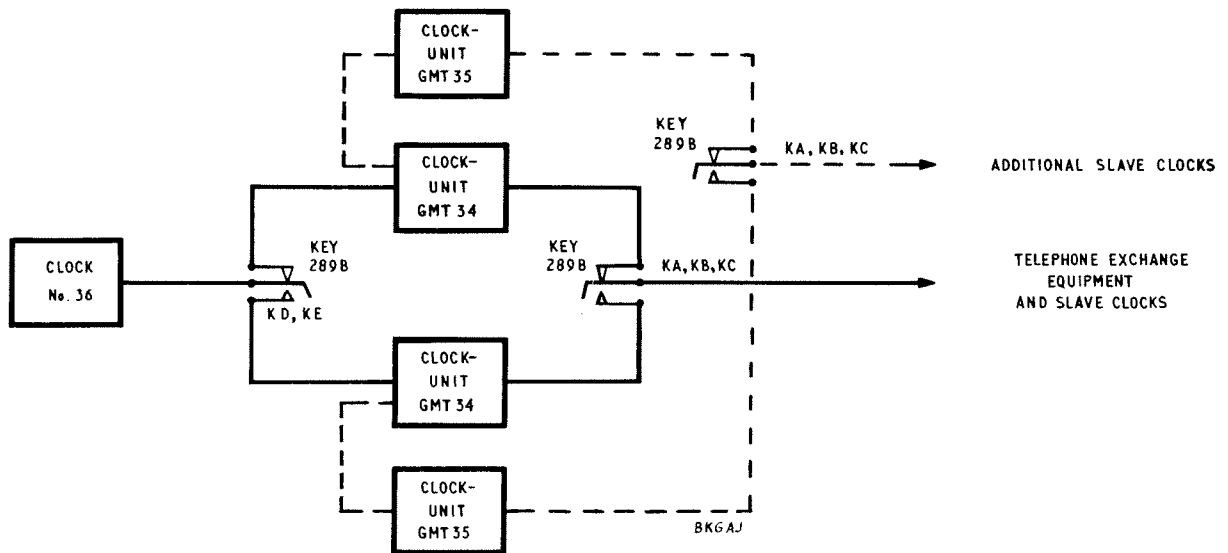 CLOCK-
UNIT
GMT 35
KEY
289B
KA, KB, KC
ADDITIONAL SLAVE CLOCKS
CLOCK-
UNIT
GMT 34
CLOCK
No. 36
KEY
289B
KD, KE
KEY
289B
KA, KB, KC
TELEPHONE EXCHANGE
EQUIPMENT
AND SLAVE CLOCKS
CLOCK-
UNIT
GMT 34
CLOCK-
UNIT
GMT 35
BKGAJ